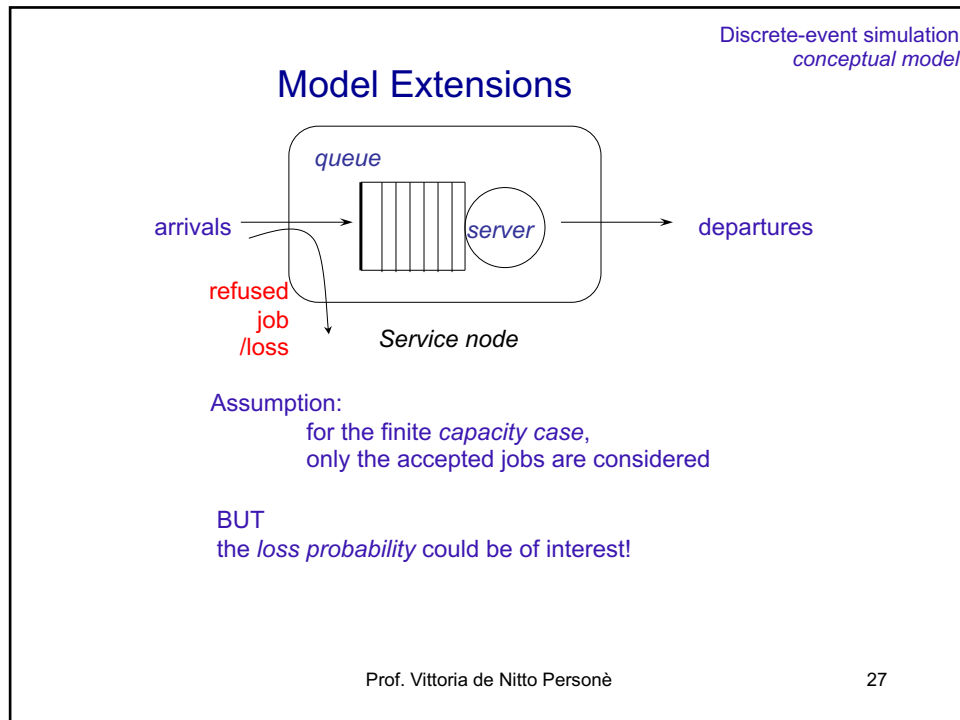 Discrete-event simulation
conceptual model
Model Extensions
queue
arrivals
server
departures
refused
job
/loss
Service node
Assumption:
for the finite capacity case,
only the accepted jobs are considered
BUT
the loss probability could be of interest!
Prof. Vittoria de Nitto Personè
27